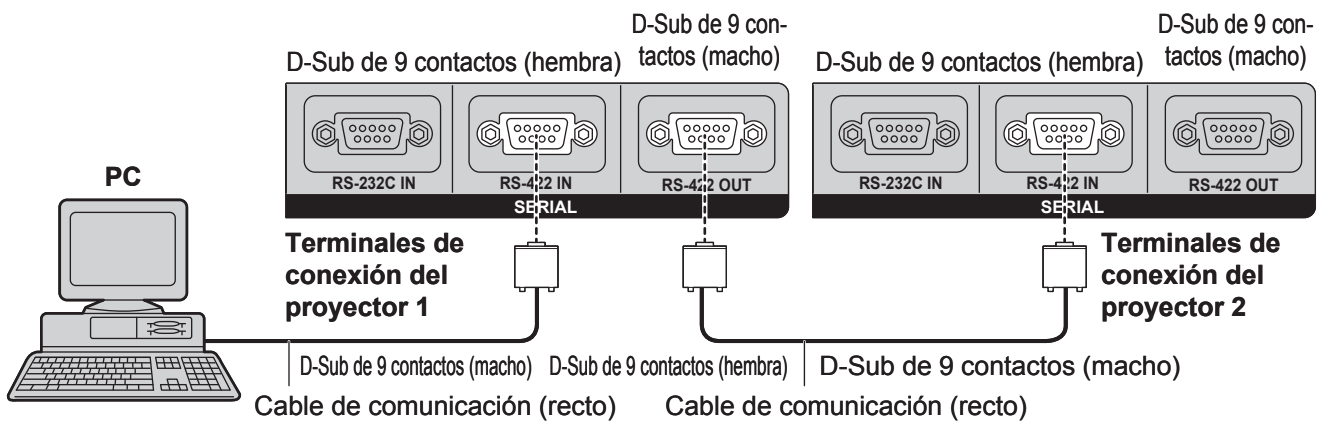 D-Sub de 9 con-
tactos (macho)
D-Sub de 9 contactos (hembra)
D-Sub de 9 con-
tactos (macho)
D-Sub de 9 contactos (hembra)
RS-232C IN
RS-422 IN
RS-422 OUT
SERIAL
RS-232C IN
RS-422 IN
RS-422 OUT
SERIAL
PC
Terminales de
conexión del
proyector 1
Terminales de
conexión del
proyector 2
D-Sub de 9 contactos (macho)
D-Sub de 9 contactos (hembra)
D-Sub de 9 contactos (macho)
Cable de comunicación (recto)
Cable de comunicación (recto)